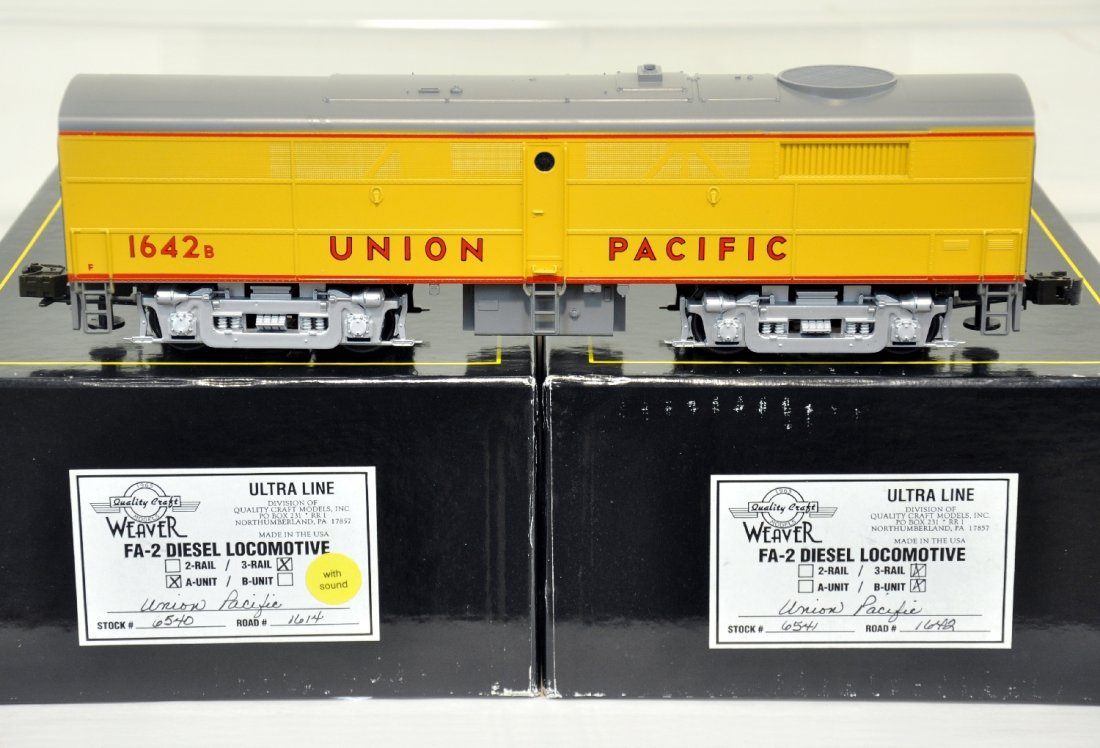 1642B
UNION PACIFIC
F
1965
Quality Craft
MODELS
WEAVER
ULTRA LINE
DIVISION OF
QUALITY CRAFT MODELS, INC.
PO BOX 231 * RR 1
NORTHUMBERLAND, PA 17857
MADE IN THE USA
FA-2 DIESEL LOCOMOTIVE
2-RAIL / 3-RAIL X
X A-UNIT / B-UNIT
with
sound
Union Pacific
STOCK # 6540 ROAD # 1614
1965
Quality Craft
MODELS
WEAVER
ULTRA LINE
DIVISION OF
QUALITY CRAFT MODELS, INC.
PO BOX 231 * RR 1
NORTHUMBERLAND, PA 17857
MADE IN THE USA
FA-2 DIESEL LOCOMOTIVE
2-RAIL / 3-RAIL X
A-UNIT / B-UNIT X
Union Pacific
STOCK # 6541 ROAD # 1642